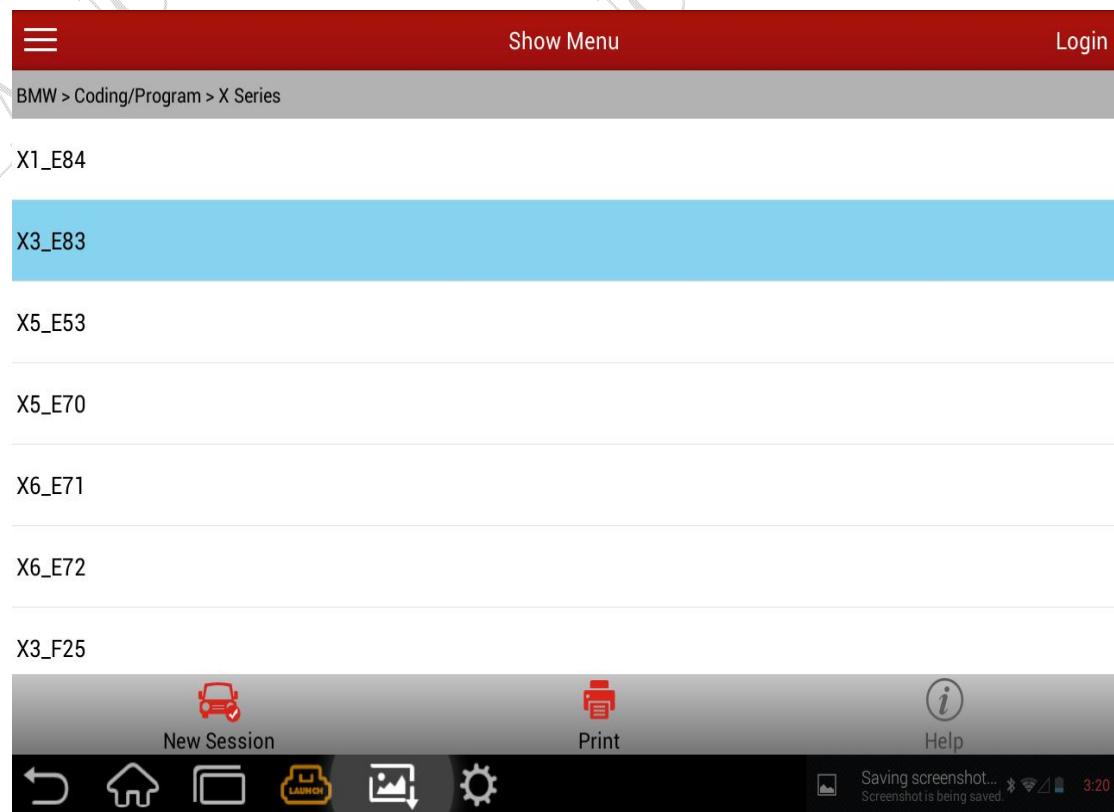 Show Menu
Login
BMW > Coding/Program > X Series
X1_E84
X3_E83
X5_E53
X5_E70
X6_E71
X6_E72
X3_F25
New Session
Print
Help
LAUNCH
Saving screenshot...
Screenshot is being saved.
3:20